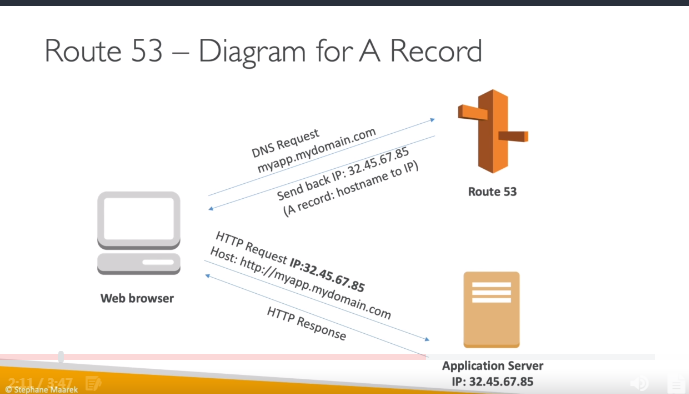 Route 53 – Diagram for A Record
DNS Request
myapp.mydomain.com
Send back IP: 32.45.67.85
(A record: hostname to IP)
Route 53
HTTP Request IP:32.45.67.85
Host: http://myapp.mydomain.com
Web browser
HTTP Response
Application Server
IP: 32.45.67.85
2:11 / 3:47
© Stephane Maarek